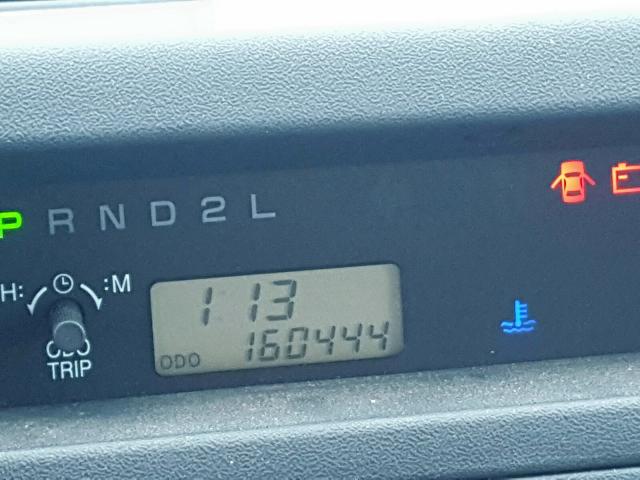 P R N D 2 L
H: :M
1 13
ODO 160444
ODO
TRIP